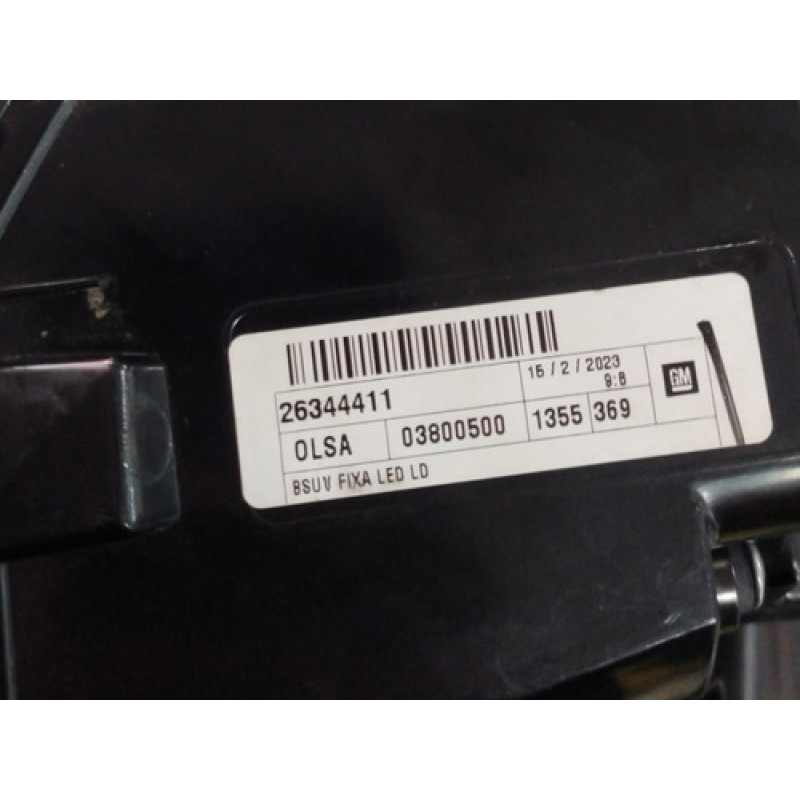 15 / 2 / 2023
9:8
26344411
GM
OLSA 03800500 1355 369
BSUV FIXA LED LD